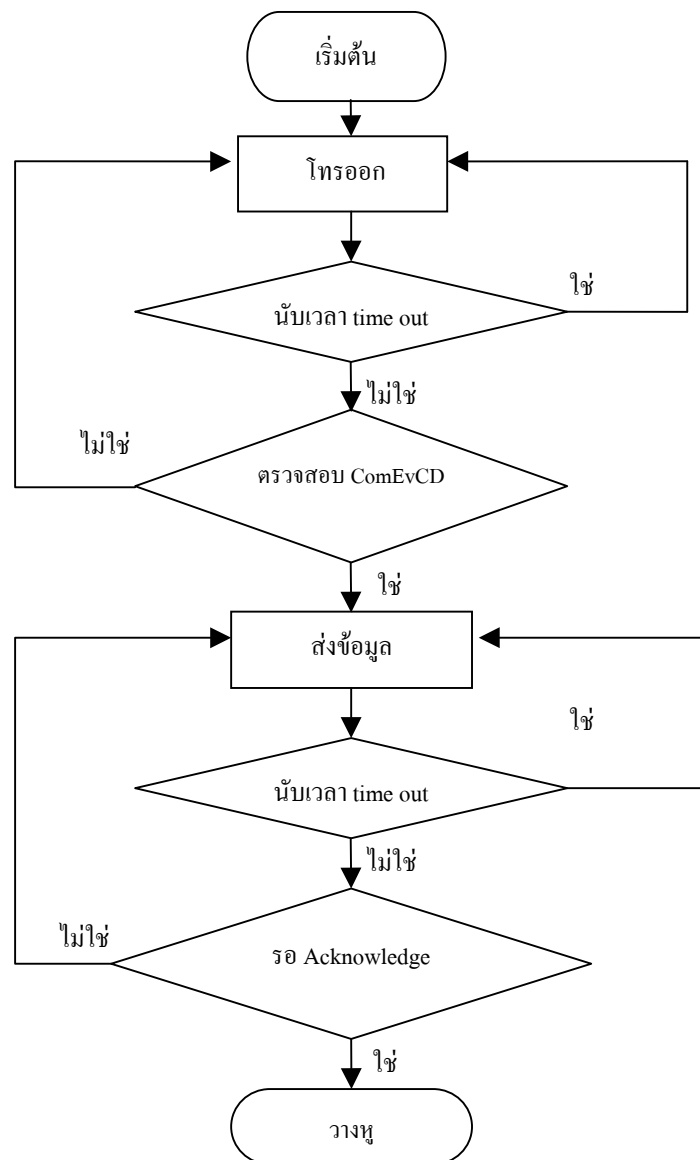 เริ่มต้น
โทรออก
ใช่
นับเวลา time out
ไม่ใช่
ไม่ใช่
ตรวจสอบ ComEvCD
ใช่
ส่งข้อมูล
ใช่
นับเวลา time out
ไม่ใช่
ไม่ใช่
รอ Acknowledge
ใช่
วางหู